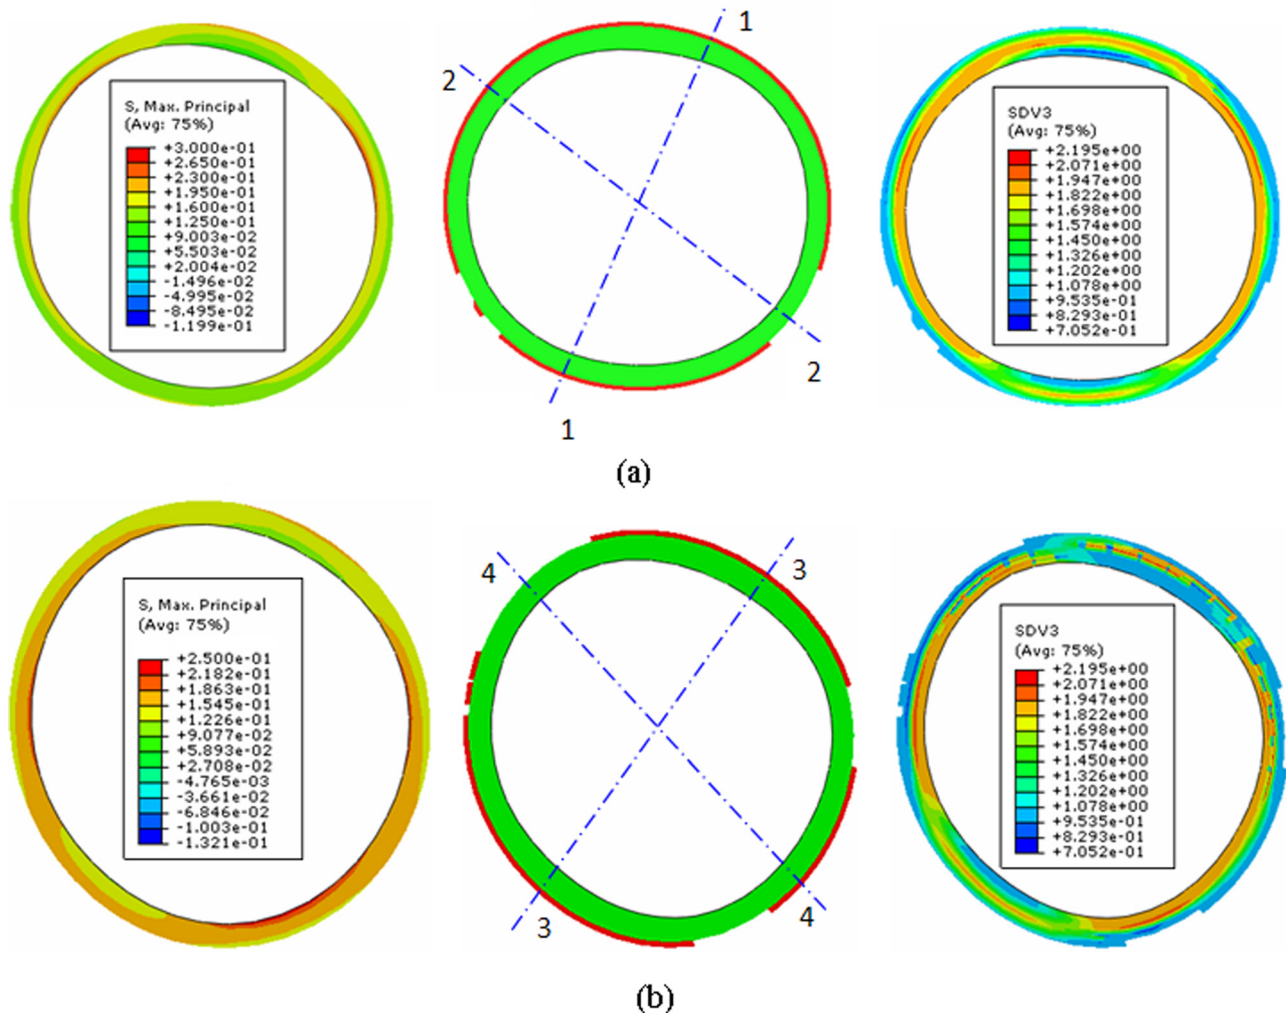 S, Max. Principal
(Avg: 75%)
+3.000e-01
+2.650e-01
+2.300e-01
+1.950e-01
+1.600e-01
+1.250e-01
+9.003e-02
+5.503e-02
+2.004e-02
-1.496e-02
-4.995e-02
-8.495e-02
-1.199e-01
1
2
2
1
SDV3
(Avg: 75%)
+2.195e+00
+2.071e+00
+1.947e+00
+1.822e+00
+1.698e+00
+1.574e+00
+1.450e+00
+1.326e+00
+1.202e+00
+1.078e+00
+9.535e-01
+8.293e-01
+7.052e-01
(a)
S, Max. Principal
(Avg: 75%)
+2.500e-01
+2.182e-01
+1.863e-01
+1.545e-01
+1.226e-01
+9.077e-02
+5.893e-02
+2.708e-02
-4.765e-03
-3.661e-02
-6.846e-02
-1.003e-01
-1.321e-01
4
3
3
4
SDV3
(Avg: 75%)
+2.195e+00
+2.071e+00
+1.947e+00
+1.822e+00
+1.698e+00
+1.574e+00
+1.450e+00
+1.326e+00
+1.202e+00
+1.078e+00
+9.535e-01
+8.293e-01
+7.052e-01
(b)